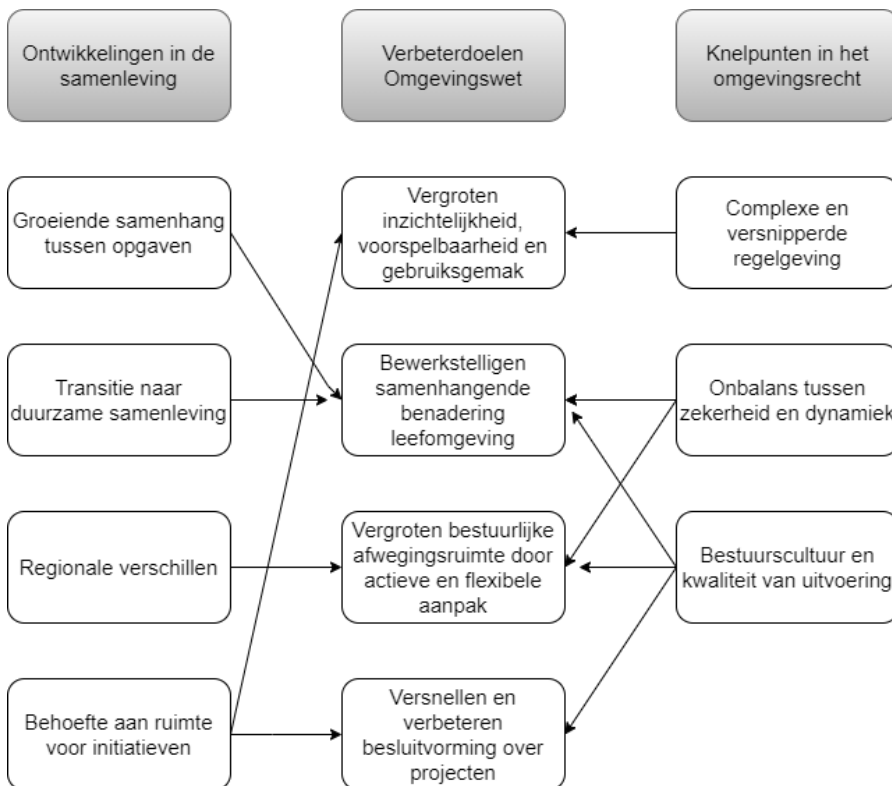 Ontwikkelingen in de
samenleving
Verbeterdoelen
Omgevingswet
Knelpunten in het
omgevingsrecht
Groeiende samenhang
tussen opgaven
Vergroten
inzichtelijkheid,
voorspelbaarheid en
gebruiksgemak
Complexe en
versnipperde
regelgeving
Transitie naar
duurzame samenleving
Bewerkstelligen
samenhangende
benadering
leefomgeving
Onbalans tussen
zekerheid en dynamiek
Regionale verschillen
Vergroten bestuurlijke
afwegingsruimte door
actieve en flexibele
aanpak
Bestuurscultuur en
kwaliteit van uitvoering
Behoefte aan ruimte
voor initiatieven
Versnellen en
verbeteren
besluitvorming over
projecten